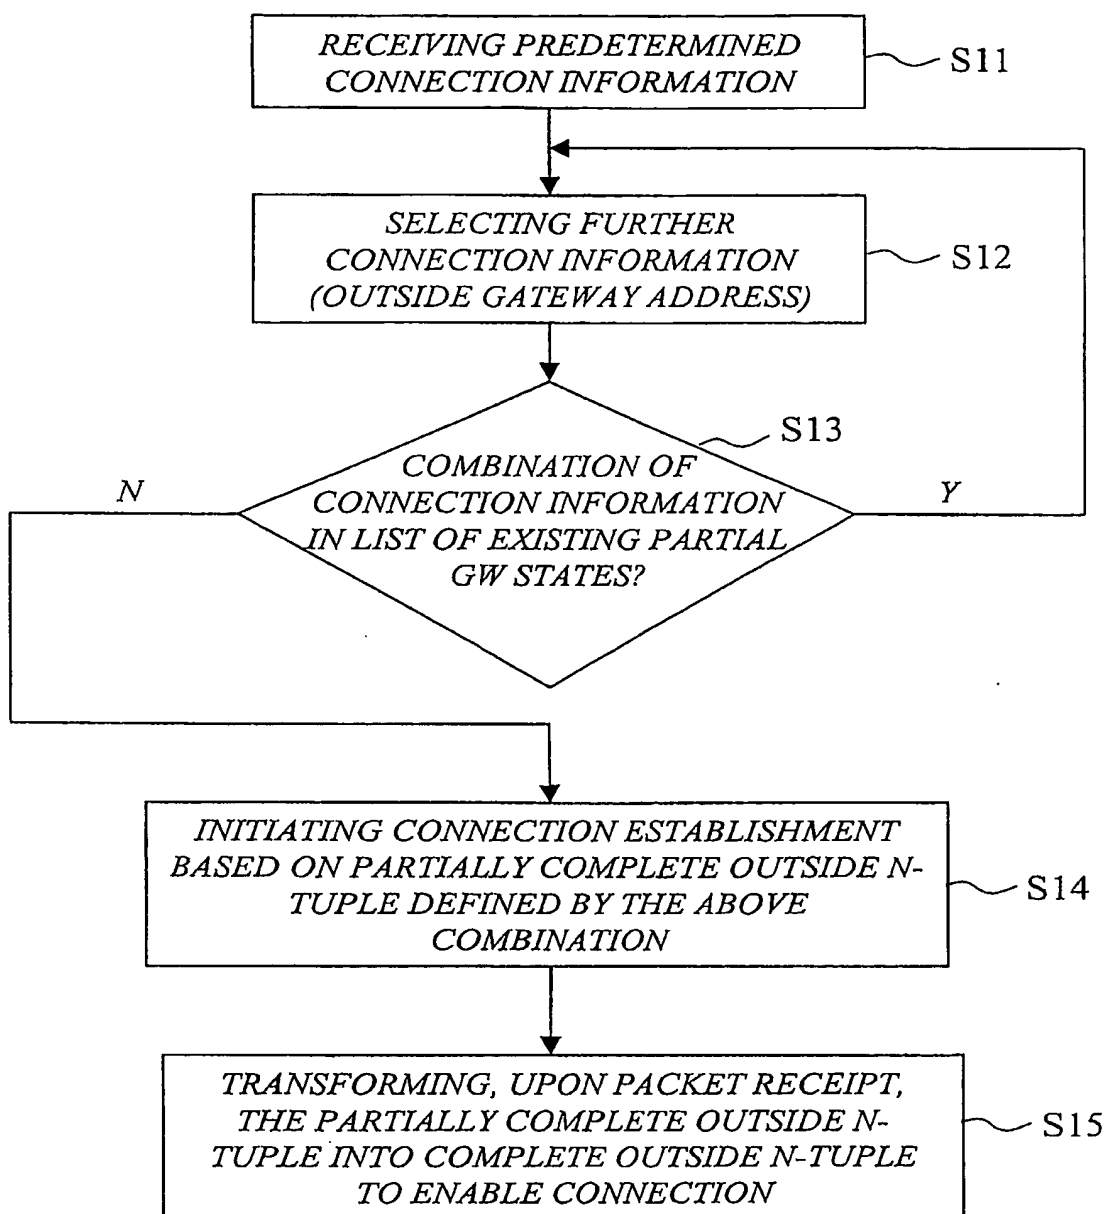 RECEIVING PREDETERMINED
CONNECTION INFORMATION
S11
SELECTING FURTHER
CONNECTION INFORMATION
(OUTSIDE GATEWAY ADDRESS)
S12
S13
COMBINATION OF
CONNECTION INFORMATION
IN LIST OF EXISTING PARTIAL
GW STATES?
N
Y
INITIATING CONNECTION ESTABLISHMENT
BASED ON PARTIALLY COMPLETE OUTSIDE N-
TUPLE DEFINED BY THE ABOVE
COMBINATION
S14
TRANSFORMING, UPON PACKET RECEIPT,
THE PARTIALLY COMPLETE OUTSIDE N-
TUPLE INTO COMPLETE OUTSIDE N-TUPLE
TO ENABLE CONNECTION
S15